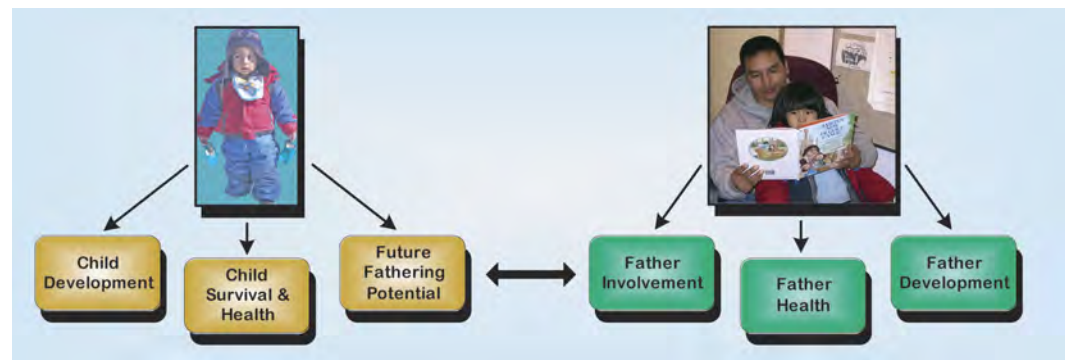 Child
Development
Child
Survival &
Health
Future
Fathering
Potential
Father
Involvement
Father
Health
Father
Development